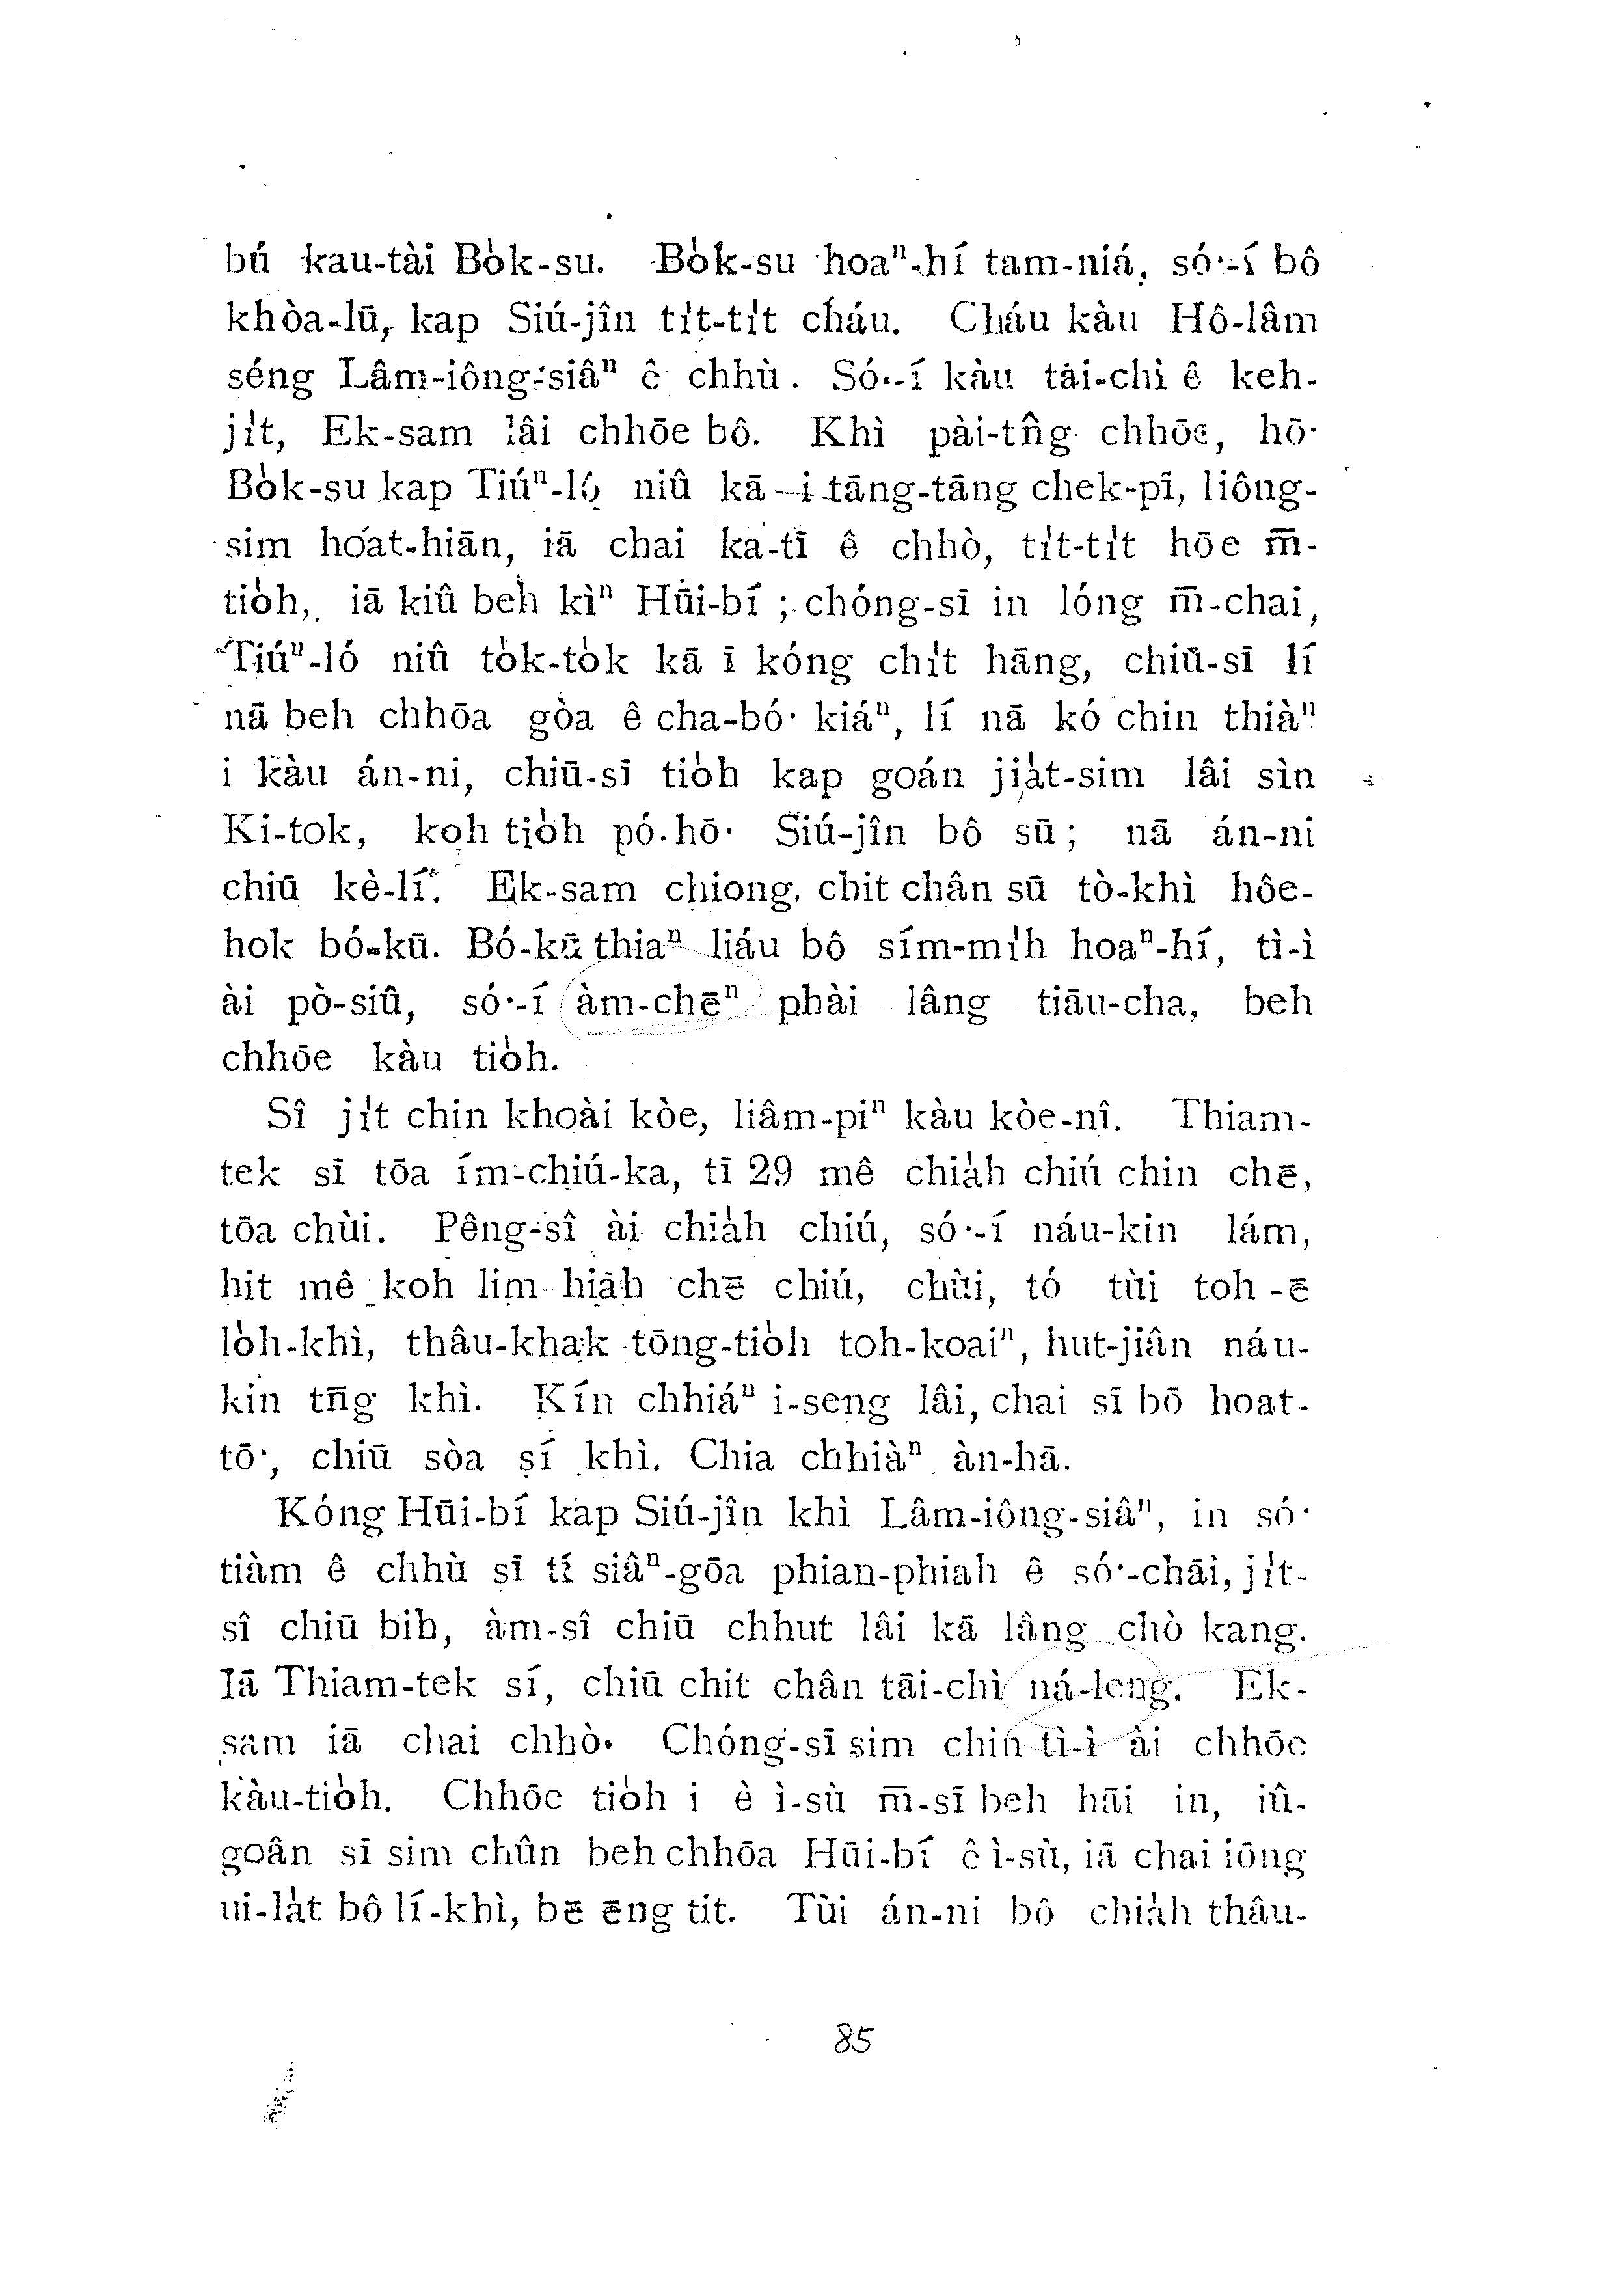 bú kau-tài Bo̍k-su. Bo̍k-su hoaⁿ-hí tam-niá, só͘-í bô
khòa-lū, kap Siú-jîn ti̍t-ti̍t cháu. Cháu kàu Hô-lâm
séng Lâm-iông-siâⁿ ê chhù. Só͘-í kàu tāi-chì ê keh-
ji̍t, Ek-sam lâi chhōe bô. Khì pài-tn̂g chhōe, hō͘
Bo̍k-su kap Tiúⁿ-ló niû kā-i tāng-tāng chek-pī, liông-
sim hoat-hiān, iā chai ka-tī ê chhò, ti̍t-ti̍t hōe m̄-
tio̍h, iā kiû beh kìⁿ Hūi-bí; chóng-sī in lóng m̄-chai,
Tiúⁿ-ló niû to̍k-to̍k kā ī kóng chi̍t hāng, chiū-sī lí
nā beh chhōa gòa ê cha-bó͘ kiáⁿ, lí nā kó chin thiàⁿ
i kàu án-ni, chiū-sī tio̍h kap goán jia̍t-sim lâi sìn
Ki-tok, koh tio̍h pó-hō͘ Siú-jîn bô sū; nā án-ni
chiū kè-lí. Ek-sam chiong chit chân sū tò-khì hôe-
hok bó-kū. Bó-kū thiaⁿ liáu bô sím-mi̍h hoaⁿ-hí, tì-ì
ài pò-siû, só͘-í àm-chēⁿ phài lâng tiāu-cha, beh
chhōe kàu tio̍h.
Sî ji̍t chin khoài kòe, liâm-piⁿ kàu kòe-nî. Thiam-
tek sī tōa ím-chiú-ka, tī 29 mê chia̍h chiú chin chē,
tōa chùi. Pêng-sî ài chia̍h chiú, só͘-í náu-kin lám,
hit mê koh lim hiah chē chiú, chùi, tó tùi toh-ē
lo̍h-khì, thâu-khak tōng-tio̍h toh-koaiⁿ, hut-jiân náu-
kin tn̄g khì. Kín chhiáⁿ i-seng lâi, chai sī bō hoat-
tō͘, chiū sòa sí khì. Chia chhiàⁿ àn-hā.
Kóng Hūi-bí kap Siú-jîn khì Lâm-iông-siâⁿ, in só͘
tiàm ê chhù sī tí siâⁿ-gōa phian-phiah ê só͘-chāi, ji̍t-
sî chiū bih, àm-sî chiū chhut lâi kā lâng chò kang.
Iā Thiam-tek sí, chiū chit chân tāi-chì ná-leng. Ek-
sam iā chai chhò. Chóng-sī sim chin tì-ì ài chhōe
kàu-tio̍h. Chhōe tio̍h i è ì-sù m̄-sī beh hāi in, iû-
goân sī sim chûn beh chhōa Hūi-bí ê ì-sù, iā chai iōng
ui-la̍t bô lí-khì, bē ēng tit. Tùi án-ni bô chia̍h thâu-
85